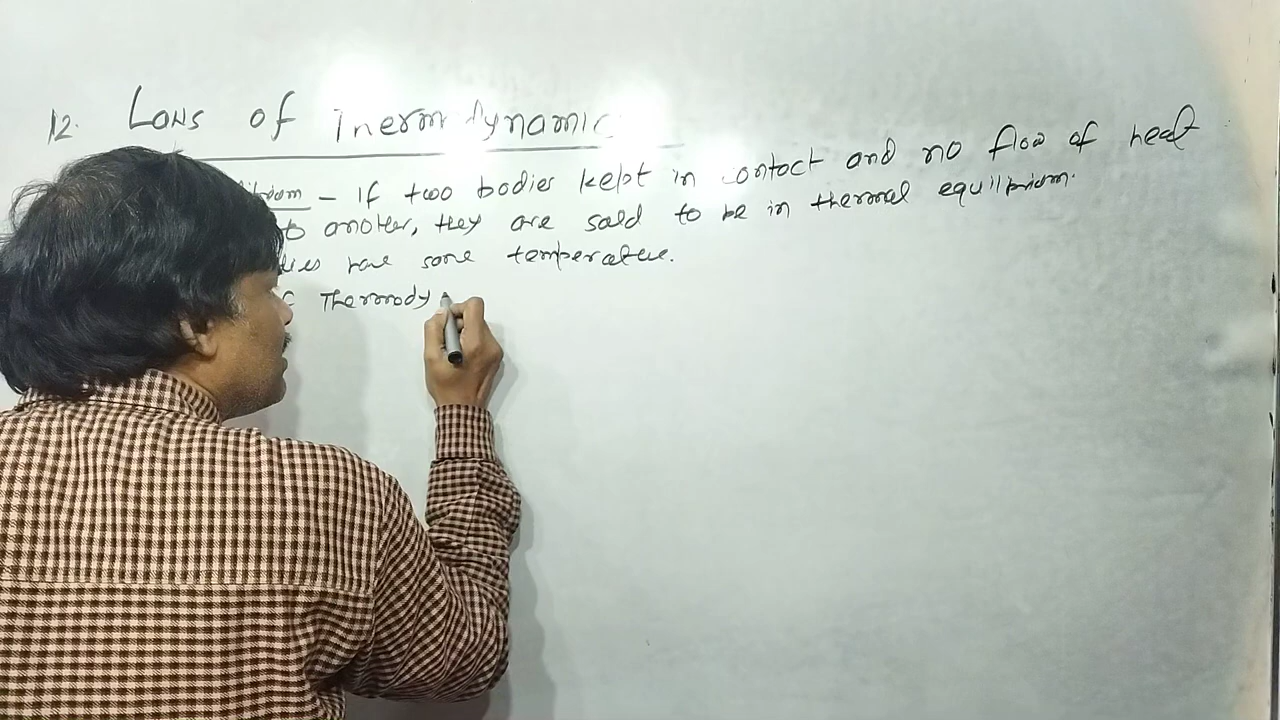 12. Laws of Thermodynamic
– If two bodies kept in contact and no flow of heat
to another, they are said to be in thermal equilibrium.
have same temperature.
Thermody